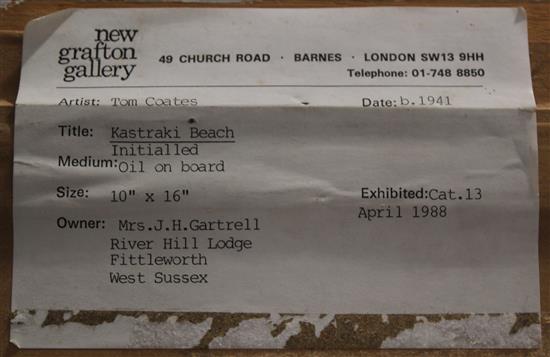 new
grafton
gallery
49 CHURCH ROAD · BARNES · LONDON SW13 9HH
Telephone: 01-748 8850
Artist: Tom Coates Date: b.1941
Title: Kastraki Beach
Initialled
Medium: Oil on board
Size: 10" x 16" Exhibited: Cat.13
April 1988
Owner: Mrs.J.H.Gartrell
River Hill Lodge
Fittleworth
West Sussex